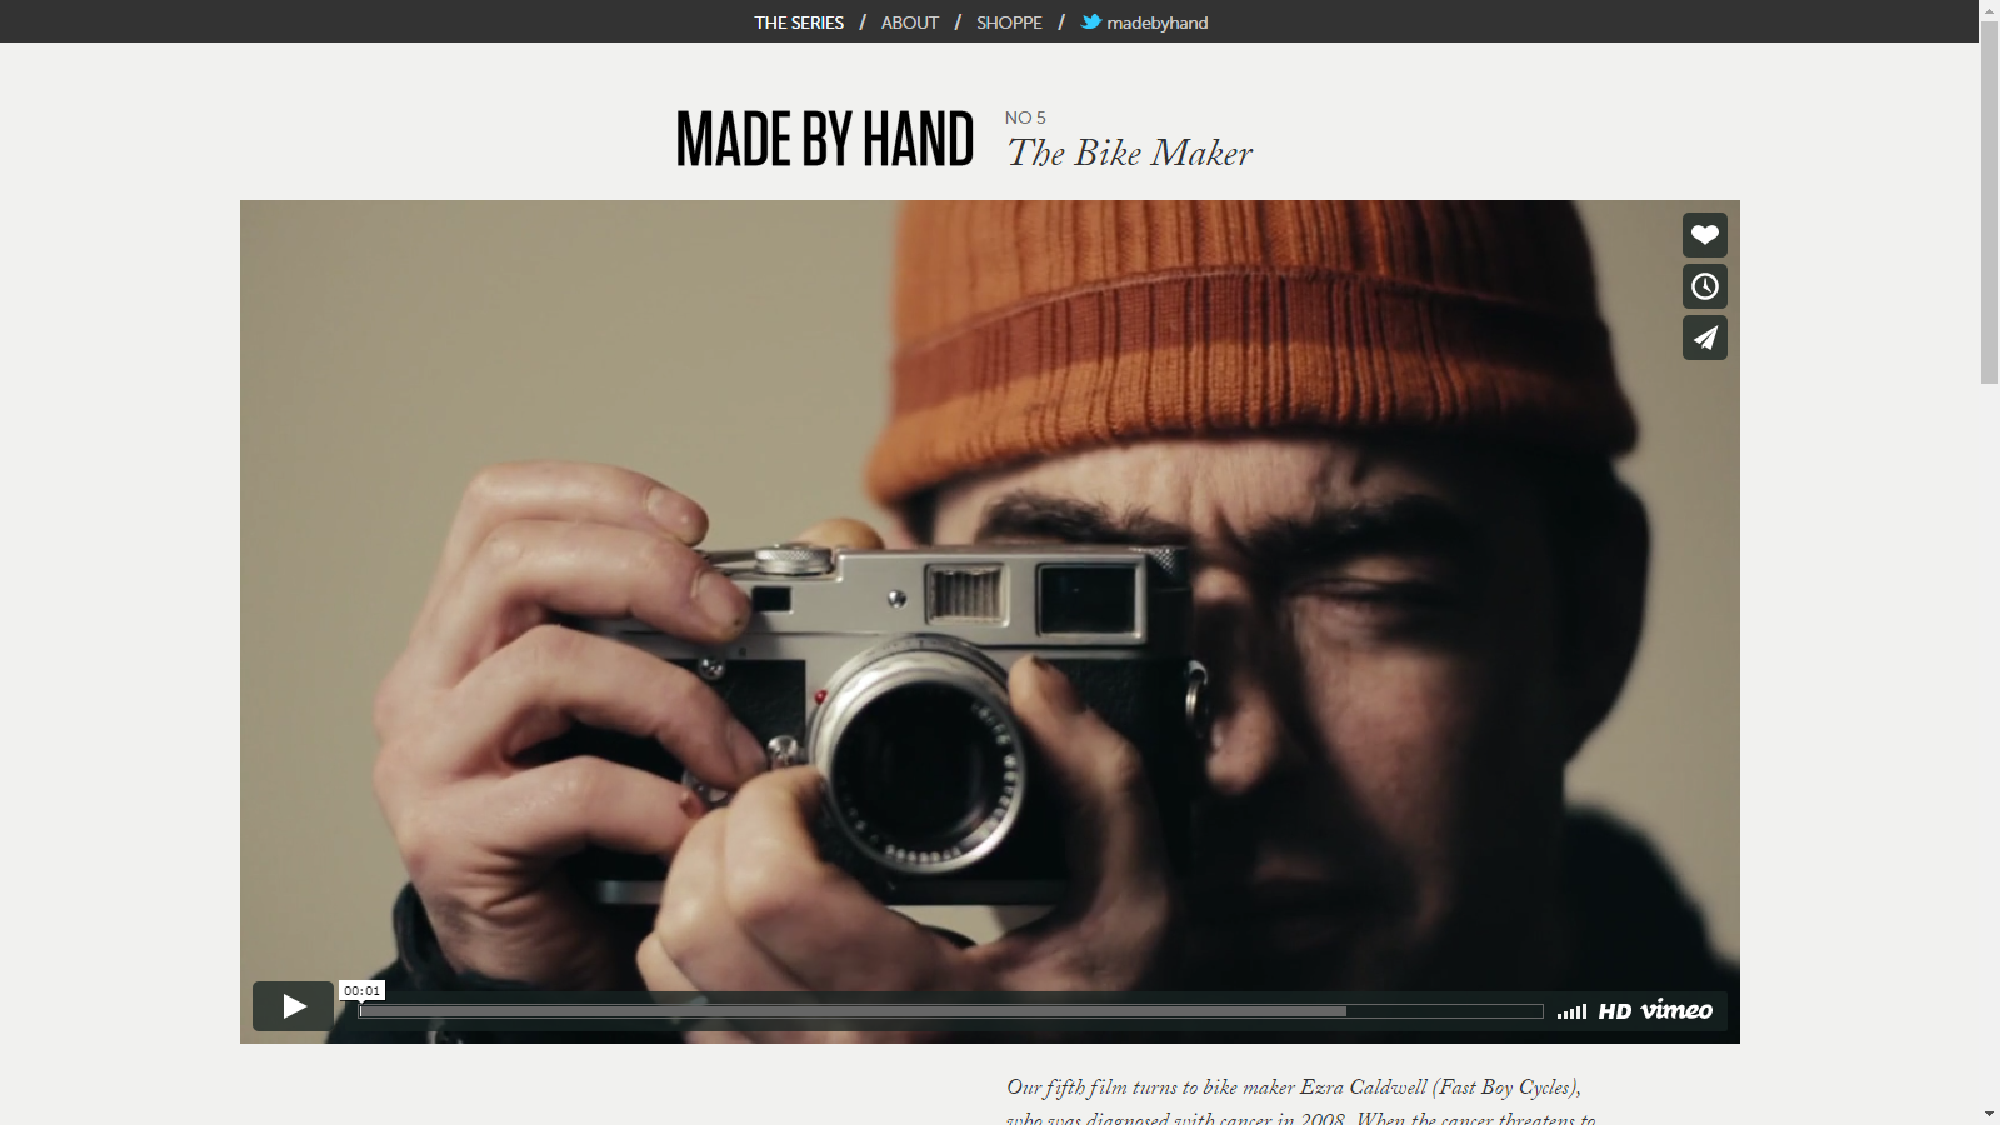 THE SERIES / ABOUT / SHOPPE / madebyhand
MADE BY HAND
NO 5
The Bike Maker
00:01
HD vimeo
Our fifth film turns to bike maker Ezra Caldwell (Fast Boy Cycles),
who was diagnosed with cancer in 2008. When the cancer threatens to